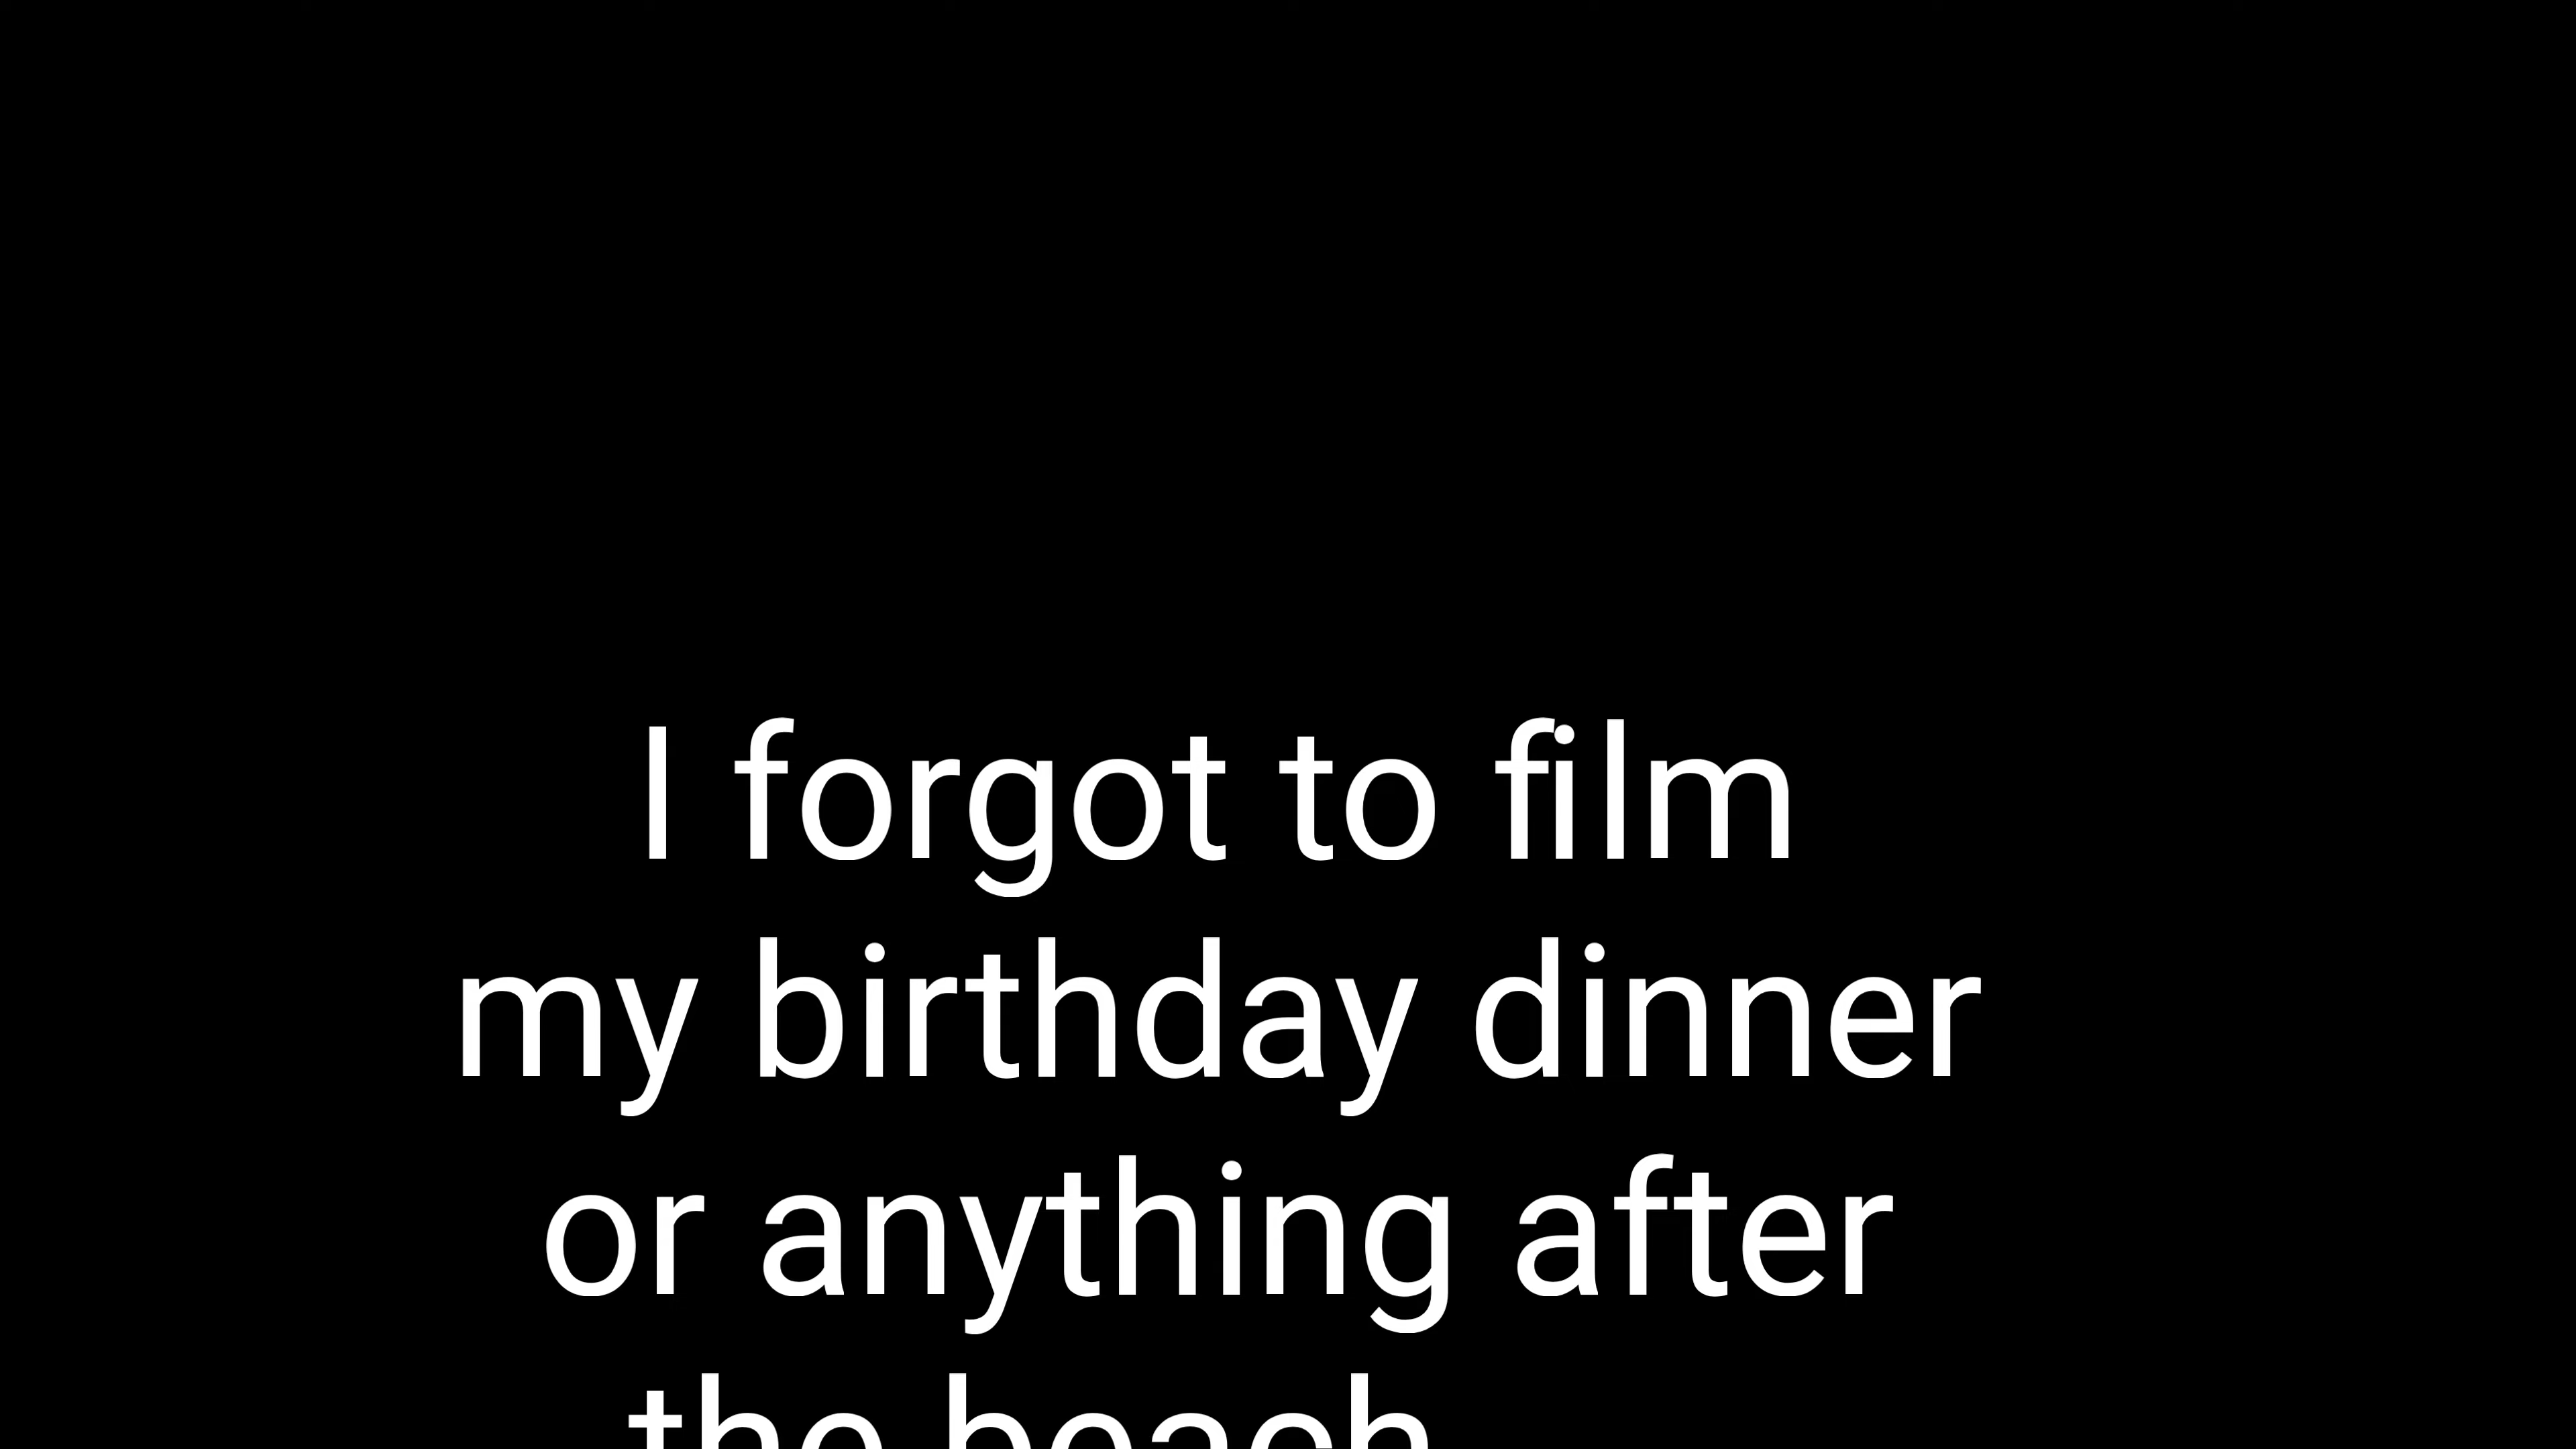 I forgot to film
my birthday dinner
or anything after
the beach